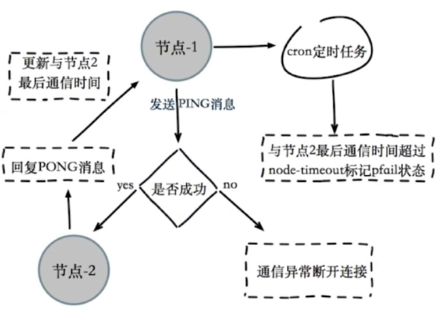 节点-1
cron定时任务
更新与节点2
最后通信时间
发送PING消息
与节点2最后通信时间超过
node-timeout标记pfail状态
回复PONG消息
yes
是否成功
no
节点-2
通信异常断开连接